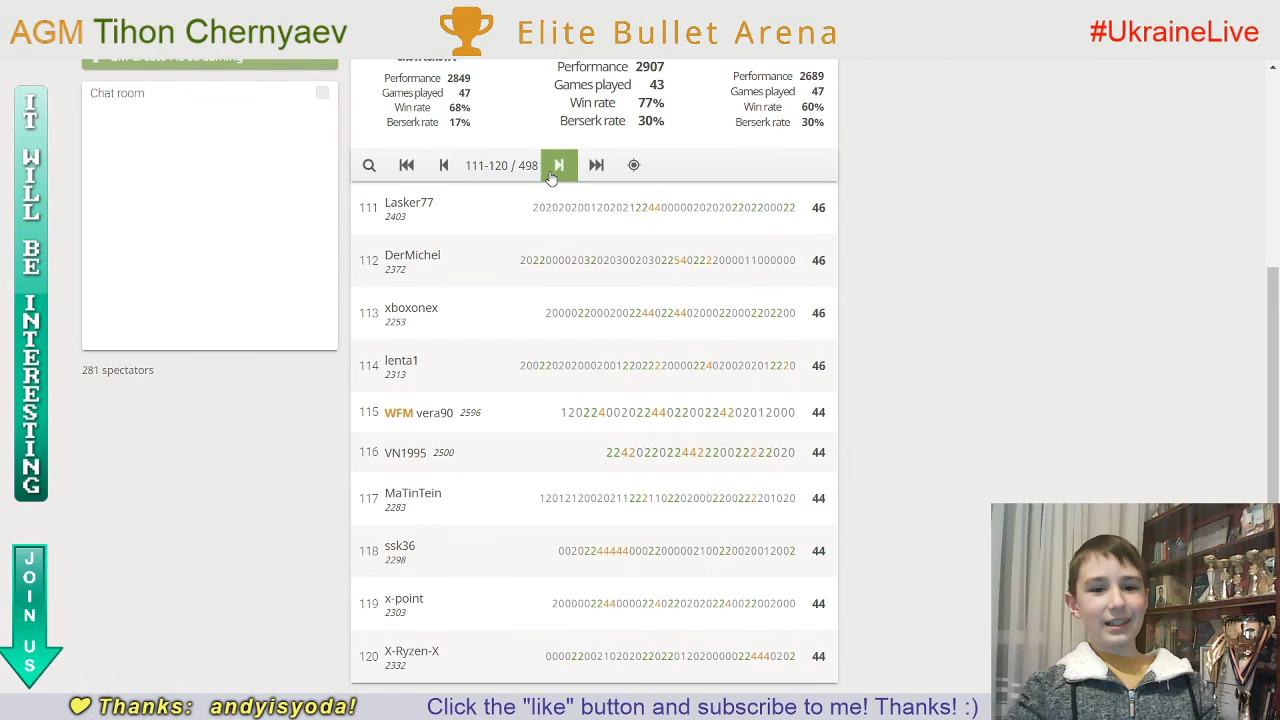 AGM Tihon Chernyaev
Elite Bullet Arena
#UkraineLive
IT WILL BE INTERESTING
JOIN US
Chat room
281 spectators
Performance 2849
Games played 47
Win rate 68%
Berserk rate 17%
Performance 2907
Games played 43
Win rate 77%
Berserk rate 30%
Performance 2689
Games played 47
Win rate 60%
Berserk rate 30%
111-120 / 498
111 Lasker77 2403 20202020012020212244000002020202202200022 46
112 DerMichel 2372 46
113 xboxonex 2253 200002200020022440224402000220002202200 46
114 lenta1 2313 46
115 WFM vera90 2596 1202240020224402200224202012000 44
116 VN1995 2500 2242022022442220022222020 44
117 MaTinTein 2283 44
118 ssk36 2298 44
119 x-point 2303 44
120 X-Ryzen-X 2332 44
Thanks: andyisyoda!
Click the "like" button and subscribe to me! Thanks! :)